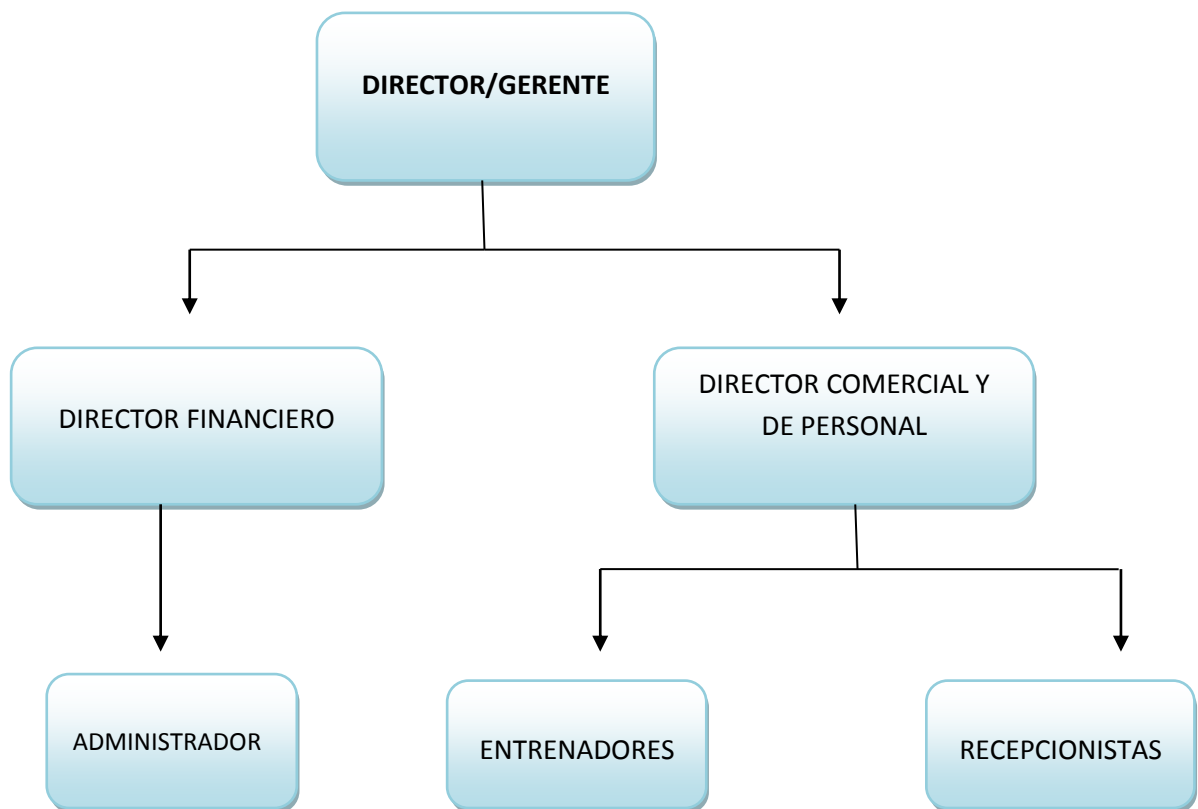 DIRECTOR/GERENTE
DIRECTOR FINANCIERO
DIRECTOR COMERCIAL Y
DE PERSONAL
ADMINISTRADOR
ENTRENADORES
RECEPCIONISTAS